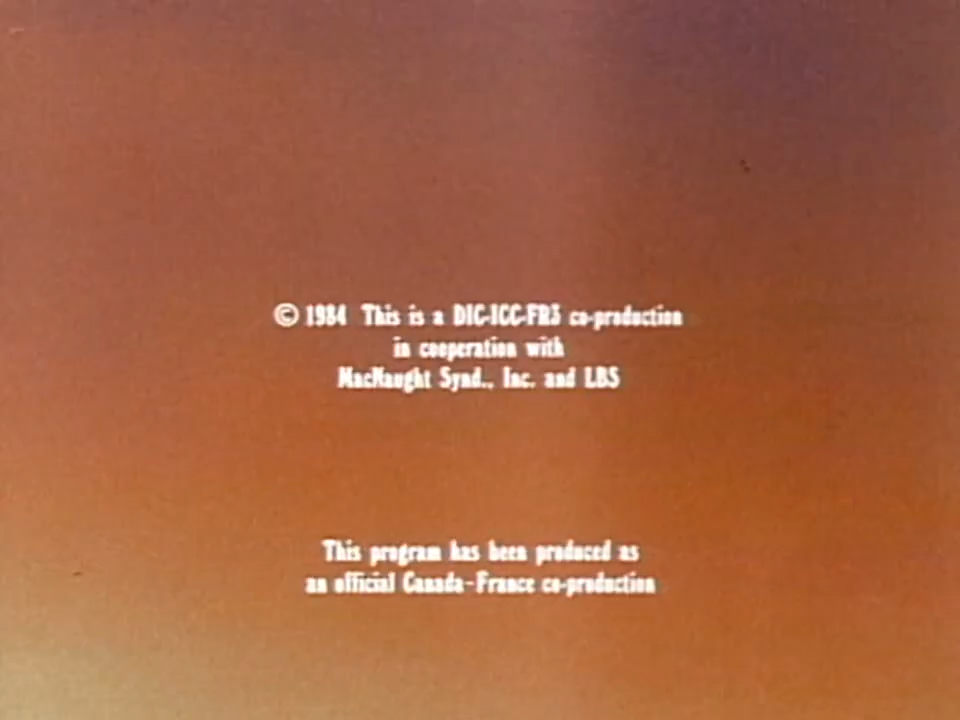 © 1984 This is a DIC-ICC-FR3 co-production
in cooperation with
MacNaught Synd., Inc. and LBS
This program has been produced as
an official Canada-France co-production